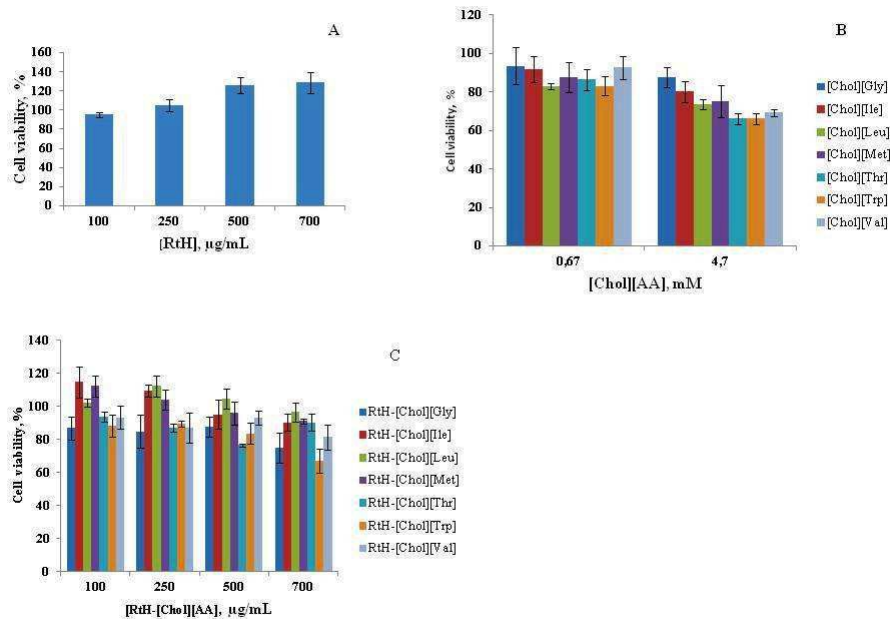 A
Cell viability, %
160
140
120
100
80
60
40
20
0
100 250 500 700
[RtH], µg/mL
B
Cell viability, %
120
100
80
60
40
20
0
0,67 4,7
[Chol][AA], mM
[Chol][Gly]
[Chol][Ile]
[Chol][Leu]
[Chol][Met]
[Chol][Thr]
[Chol][Trp]
[Chol][Val]
C
Cell viability, %
140
120
100
80
60
40
20
0
100 250 500 700
[RtH-[Chol][AA], µg/mL
RtH-[Chol][Gly]
RtH-[Chol][Ile]
RtH-[Chol][Leu]
RtH-[Chol][Met]
RtH-[Chol][Thr]
RtH-[Chol][Trp]
RtH-[Chol][Val]